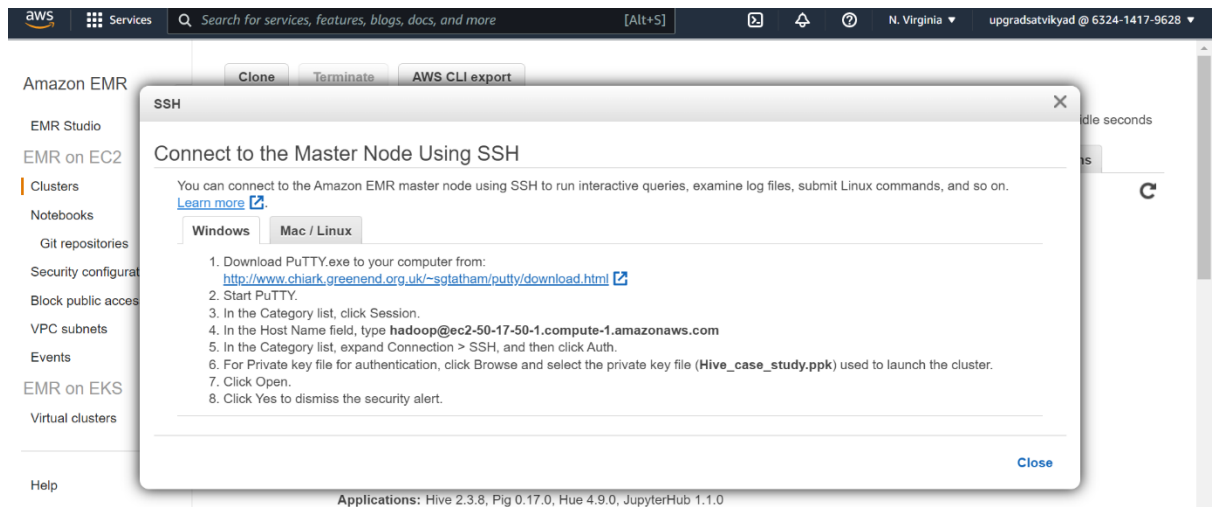 aws Services Search for services, features, blogs, docs, and more [Alt+S] N. Virginia ▼ upgradsatvikyad @ 6324-1417-9628 ▼
Amazon EMR
EMR Studio
EMR on EC2
Clusters
Notebooks
Git repositories
Security configurat
Block public acces
VPC subnets
Events
EMR on EKS
Virtual clusters
Help
Clone Terminate AWS CLI export
idle seconds
ns
SSH
Connect to the Master Node Using SSH
You can connect to the Amazon EMR master node using SSH to run interactive queries, examine log files, submit Linux commands, and so on.
Learn more.
Windows Mac / Linux
1. Download PuTTY.exe to your computer from:
http://www.chiark.greenend.org.uk/~sgtatham/putty/download.html
2. Start PuTTY.
3. In the Category list, click Session.
4. In the Host Name field, type hadoop@ec2-50-17-50-1.compute-1.amazonaws.com
5. In the Category list, expand Connection > SSH, and then click Auth.
6. For Private key file for authentication, click Browse and select the private key file (Hive_case_study.ppk) used to launch the cluster.
7. Click Open.
8. Click Yes to dismiss the security alert.
Close
Applications: Hive 2.3.8, Pig 0.17.0, Hue 4.9.0, JupyterHub 1.1.0